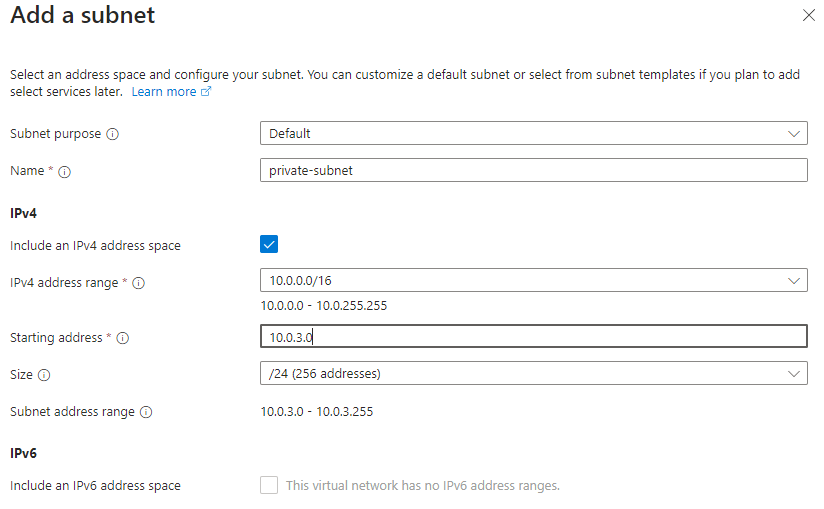 Add a subnet
Select an address space and configure your subnet. You can customize a default subnet or select from subnet templates if you plan to add
select services later. Learn more
Subnet purpose Default
Name * private-subnet
IPv4
Include an IPv4 address space
IPv4 address range * 10.0.0.0/16
10.0.0.0 - 10.0.255.255
Starting address * 10.0.3.0
Size /24 (256 addresses)
Subnet address range 10.0.3.0 - 10.0.3.255
IPv6
Include an IPv6 address space This virtual network has no IPv6 address ranges.